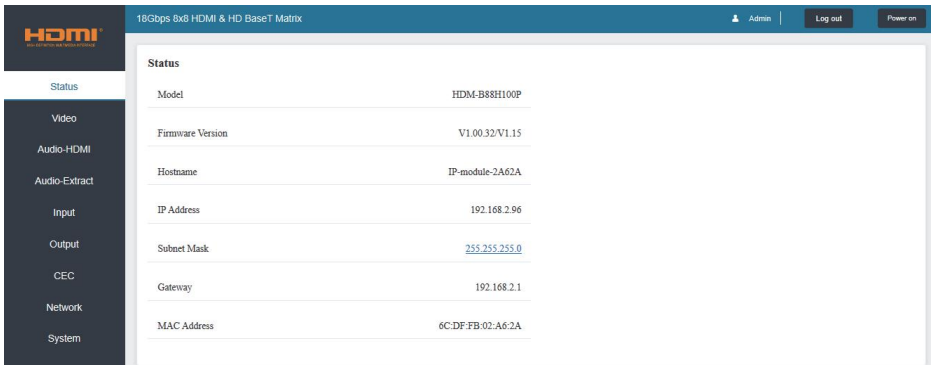 18Gbps 8x8 HDMI & HD BaseT Matrix
Admin
Log out
Power on
HDMI
Status
Video
Audio-HDMI
Audio-Extract
Input
Output
CEC
Network
System
Status
Model HDM-B88H100P
Firmware Version V1.00.32/V1.15
Hostname IP-module-2A62A
IP Address 192.168.2.96
Subnet Mask 255.255.255.0
Gateway 192.168.2.1
MAC Address 6C:DF:FB:02:A6:2A